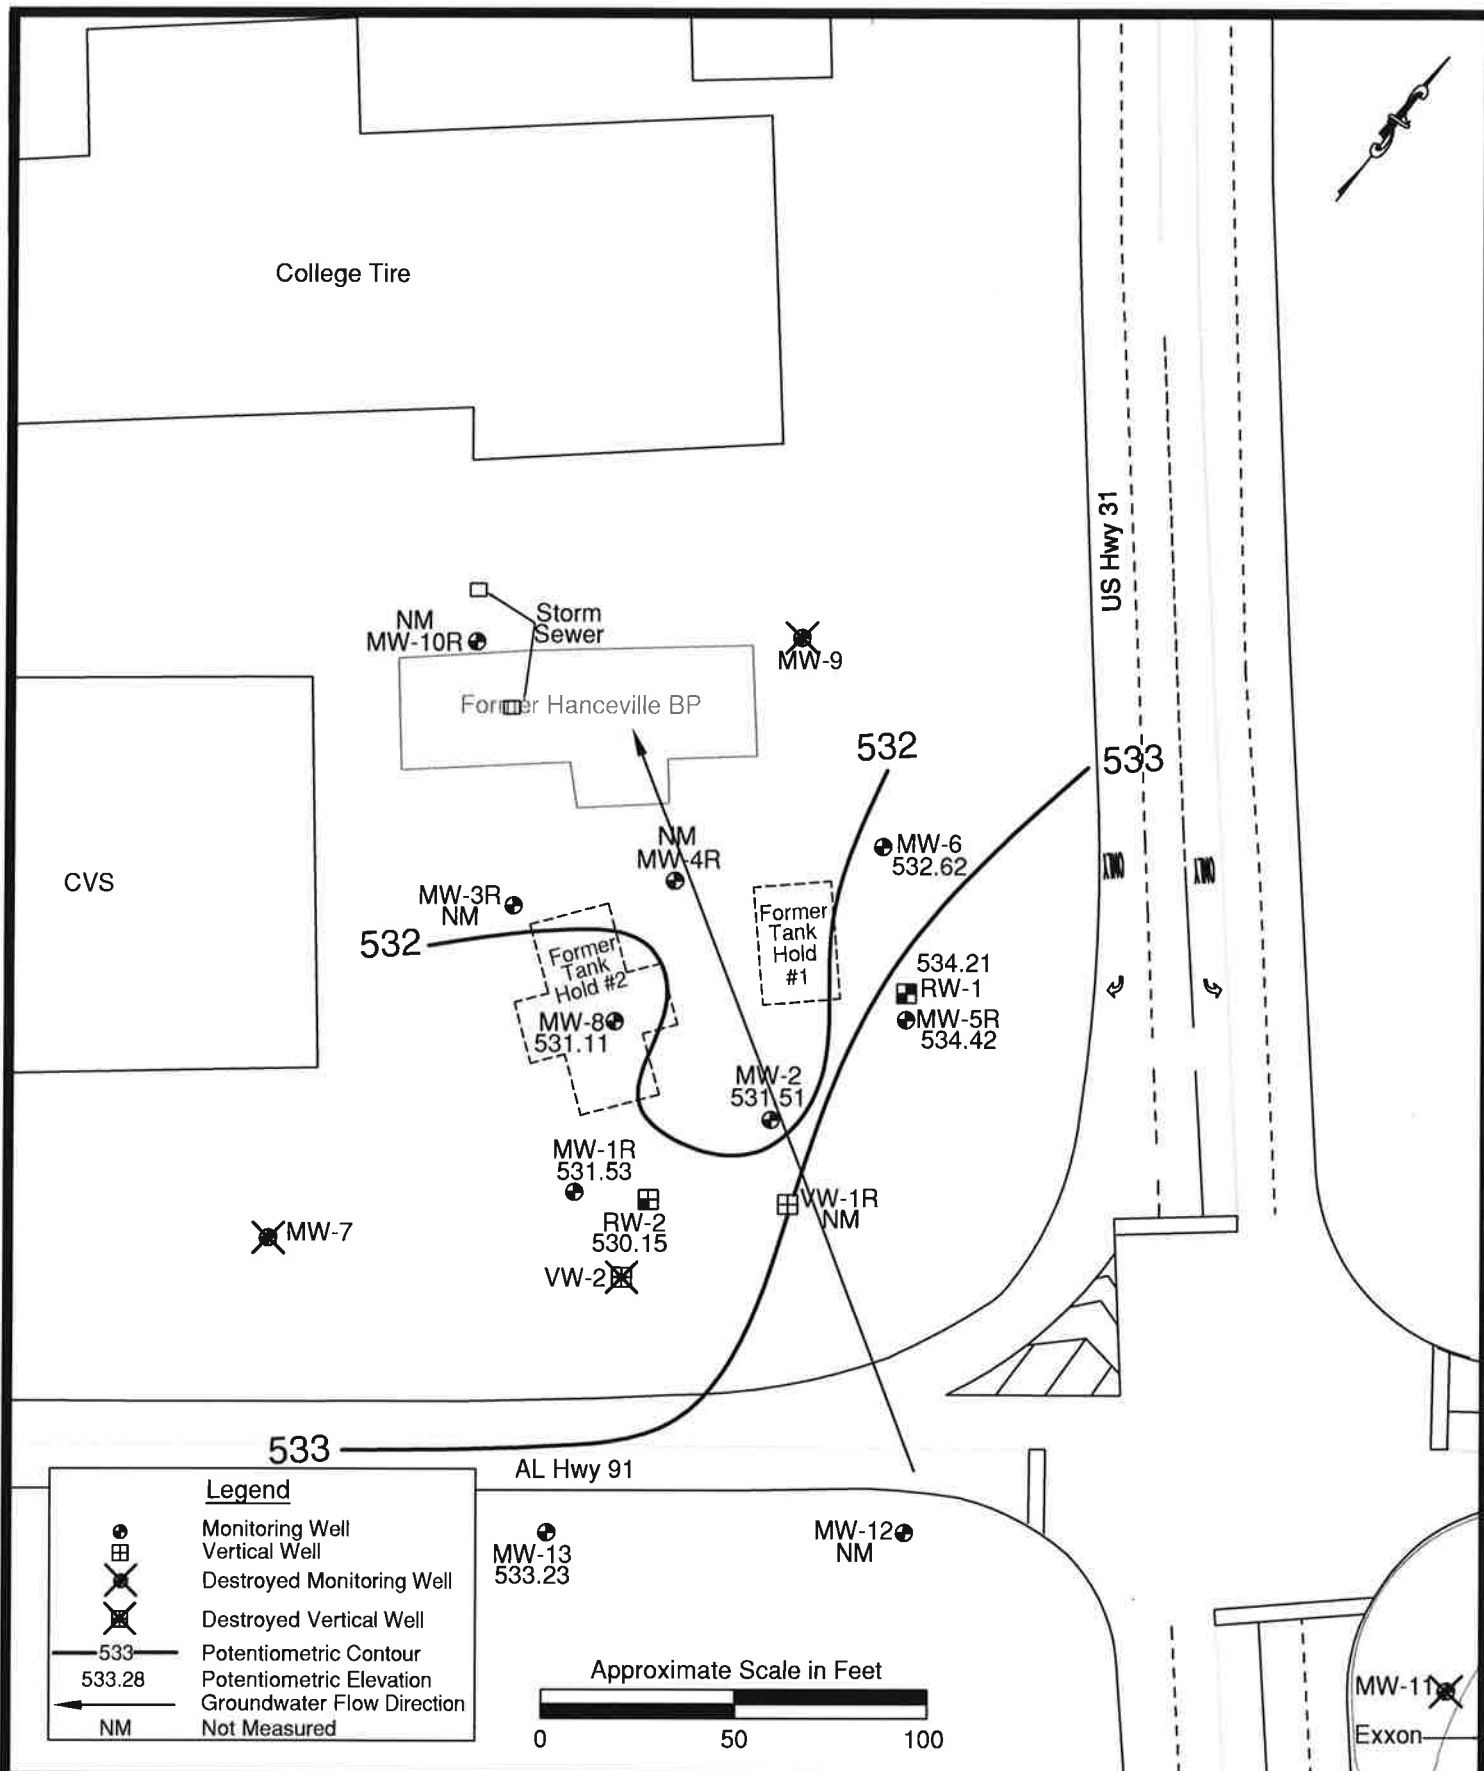 College Tire
US Hwy 31
Storm
Sewer
NM
MW-10R
MW-9
Former Hanceville BP
532
533
NM
MW-4R
MW-6
532.62
CVS
MW-3R
NM
532
Former
Tank
Hold
#1
Former
Tank
Hold #2
ONLY
ONLY
534.21
RW-1
MW-5R
534.42
MW-8
531.11
MW-2
531.51
MW-1R
531.53
RW-2
530.15
VW-1R
NM
MW-7
VW-2
533
AL Hwy 91
Legend
Monitoring Well
Vertical Well
Destroyed Monitoring Well
Destroyed Vertical Well
533 Potentiometric Contour
533.28 Potentiometric Elevation
Groundwater Flow Direction
NM Not Measured
MW-13
533.23
MW-12
NM
Approximate Scale in Feet
0 50 100
MW-11
Exxon